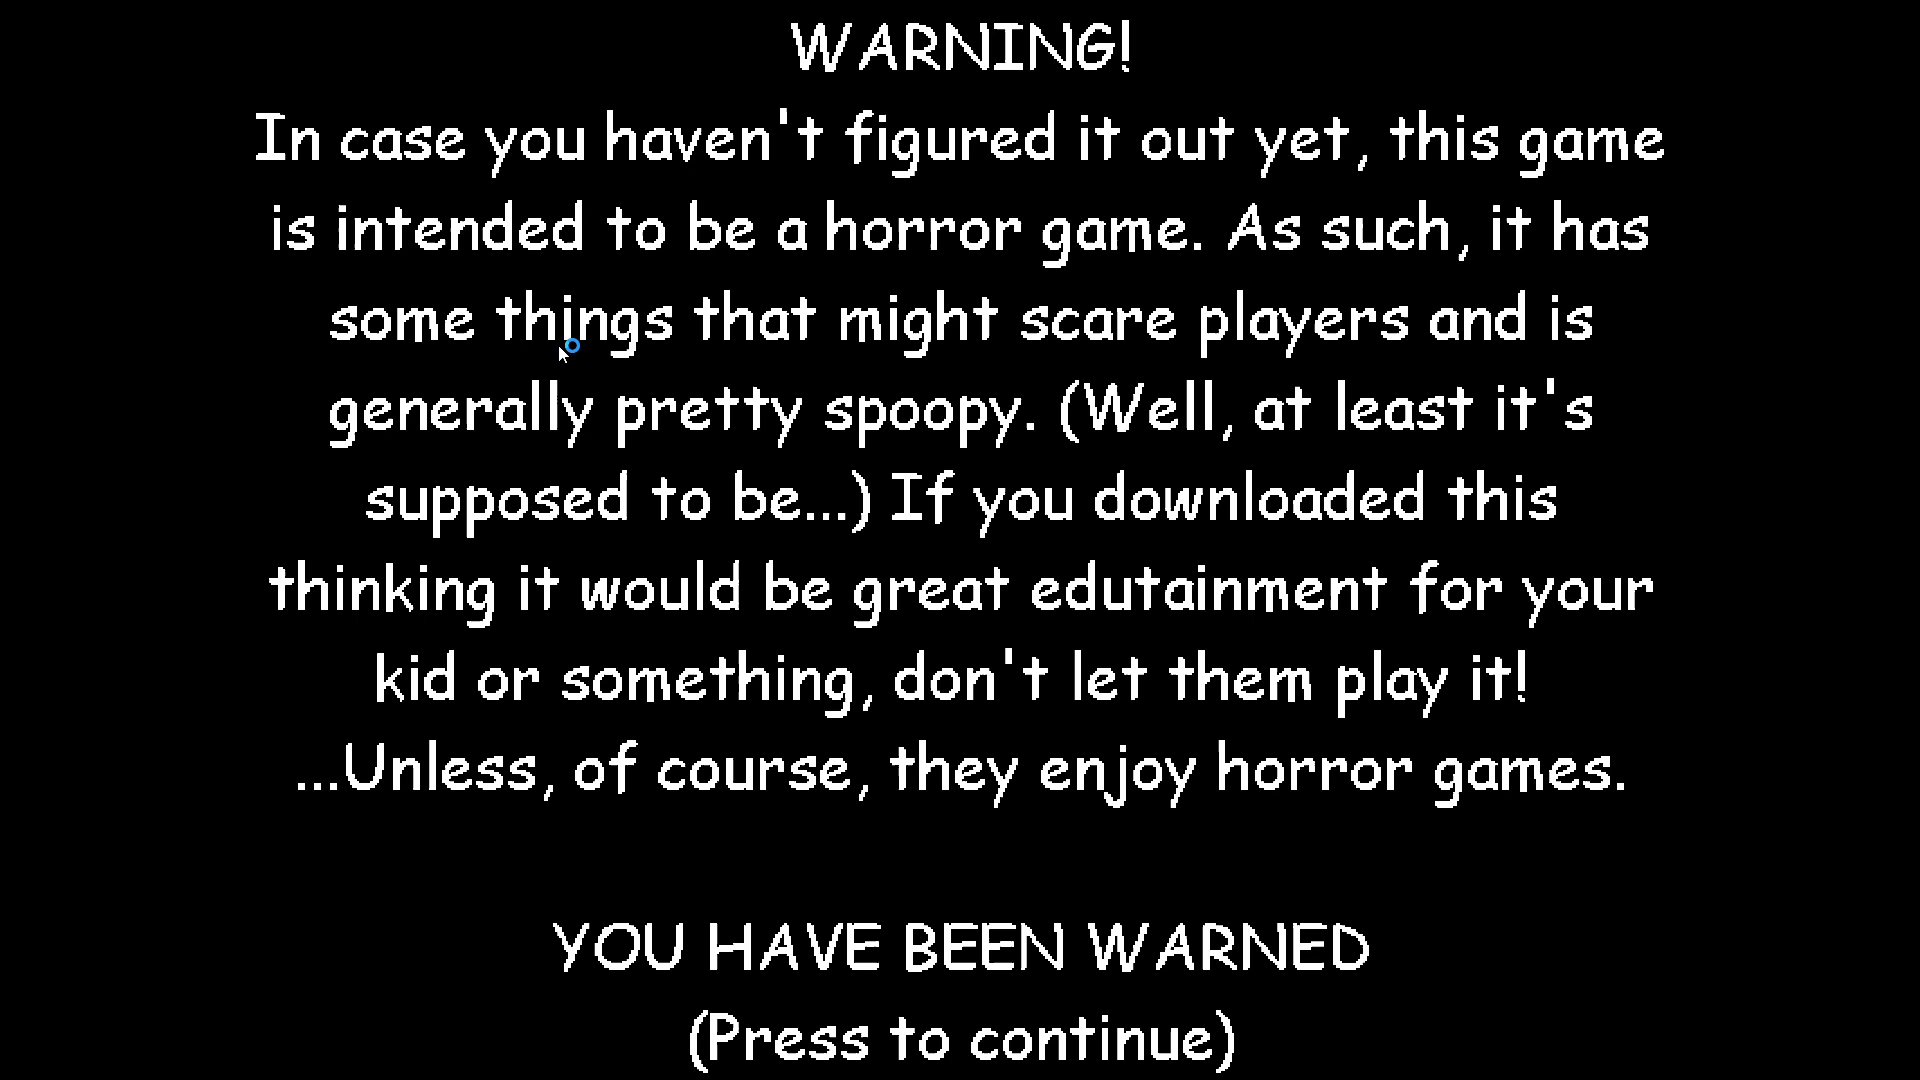 WARNING!
In case you haven't figured it out yet, this game
is intended to be a horror game. As such, it has
some things that might scare players and is
generally pretty spoopy. (Well, at least it's
supposed to be...) If you downloaded this
thinking it would be great edutainment for your
kid or something, don't let them play it!
...Unless, of course, they enjoy horror games.
YOU HAVE BEEN WARNED
(Press to continue)